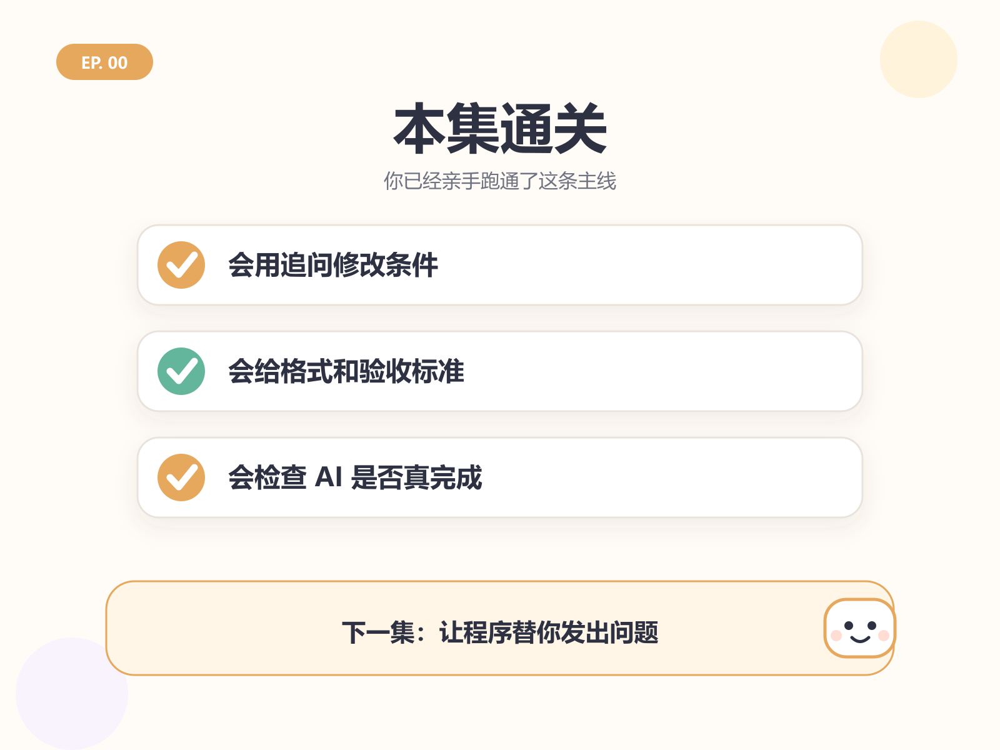 EP. 00
本集通关
你已经亲手跑通了这条主线
会用追问修改条件
会给格式和验收标准
会检查 AI 是否真完成
下一集：让程序替你发出问题